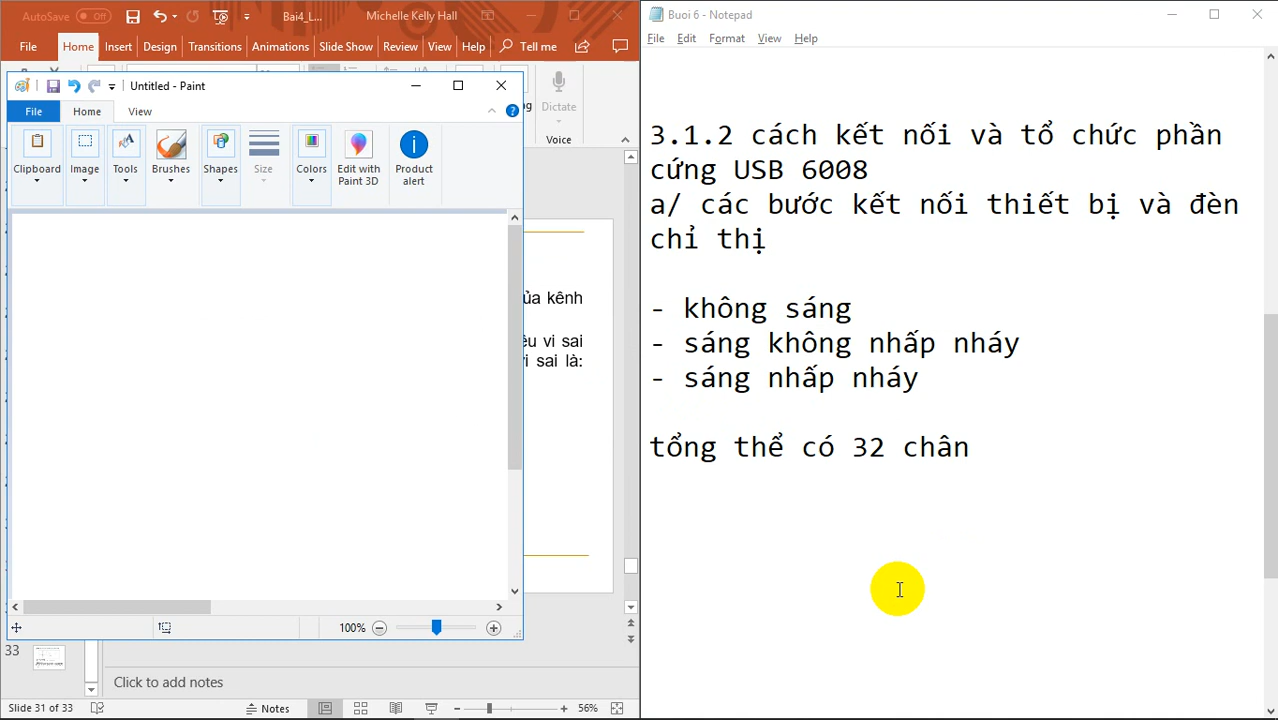 AutoSave Off Bai4_L... Michelle Kelly Hall
File Home Insert Design Transitions Animations Slide Show Review View Help Tell me
Dictate
Voice
Untitled - Paint
File Home View
Clipboard Image Tools Brushes Shapes Size Colors Edit with Paint 3D Product alert
của kênh
vi sai
vi sai là:
100%
33
Click to add notes
Slide 31 of 33 Notes 56%
Buoi 6 - Notepad
File Edit Format View Help
3.1.2 cách kết nối và tổ chức phần
cứng USB 6008
a/ các bước kết nối thiết bị và đèn
chỉ thị
- không sáng
- sáng không nhấp nháy
- sáng nhấp nháy
tổng thể có 32 chân